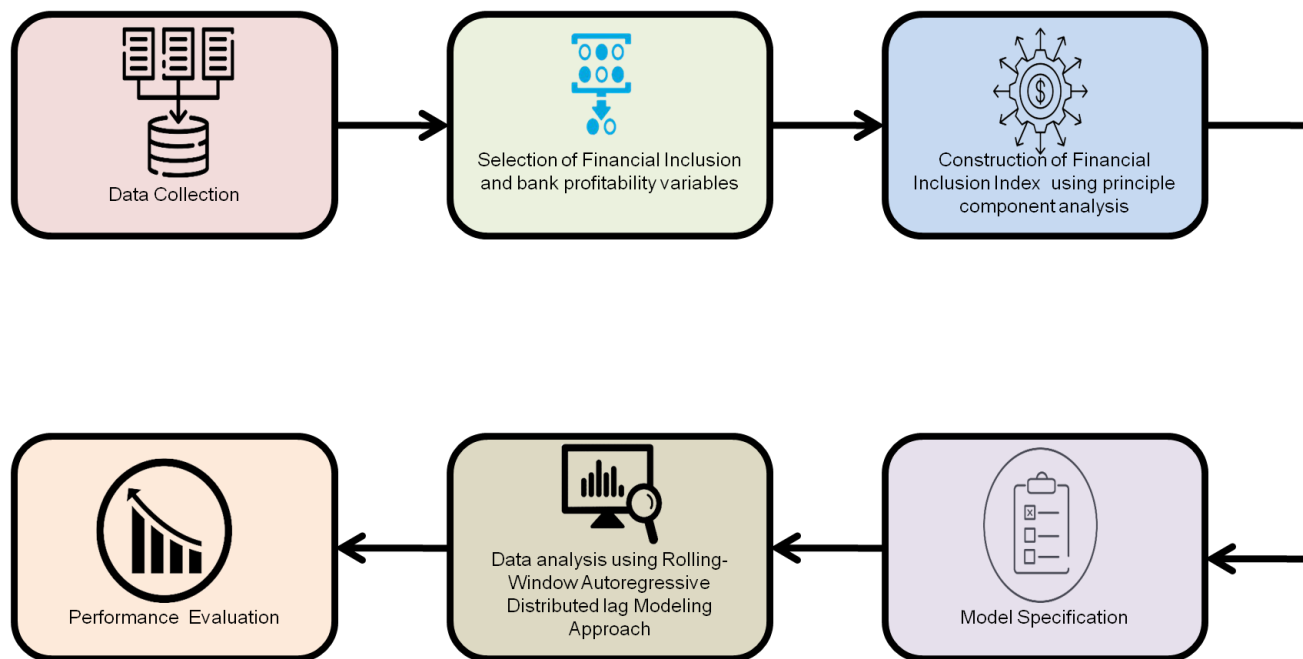 Data Collection
Selection of Financial Inclusion
and bank profitability variables
$
Construction of Financial
Inclusion Index using principle
component analysis
x
Model Specification
Data analysis using Rolling-
Window Autoregressive
Distributed lag Modeling
Approach
Performance Evaluation